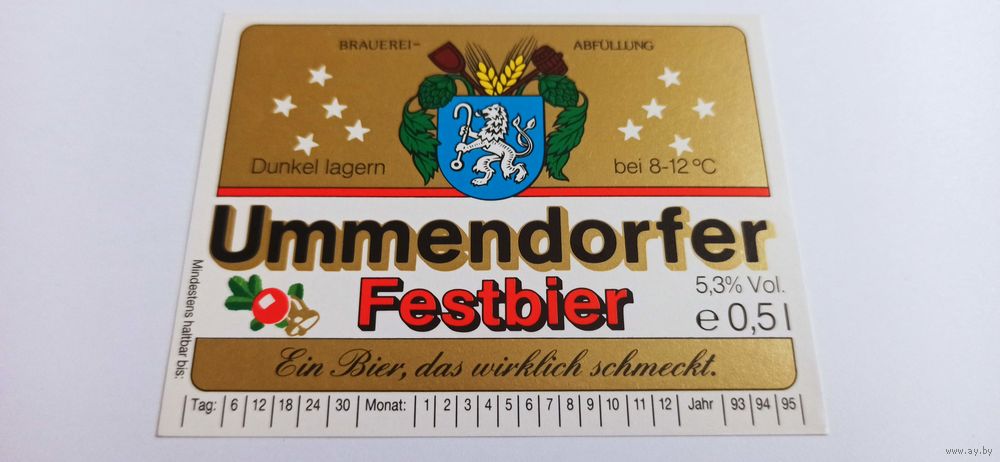 BRAUEREI- ABFÜLLUNG
Dunkel lagern bei 8-12 °C
Ummendorfer
Festbier
5,3% Vol.
e 0,5 l
Ein Bier, das wirklich schmeckt.
Mindestens haltbar bis:
Tag: 6 12 18 24 30 Monat: 1 2 3 4 5 6 7 8 9 10 11 12 Jahr 93 94 95
www.ay.by